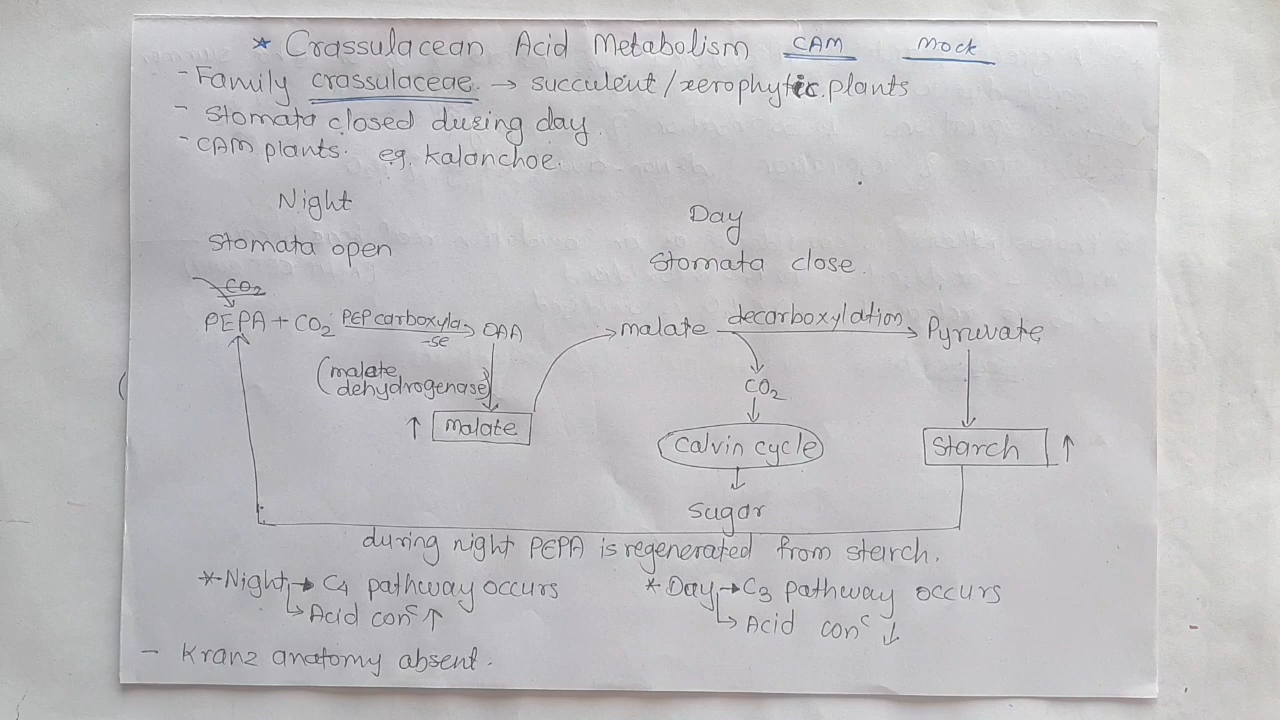 * Crassulacean Acid Metabolism CAM Mock
- Family crassulaceae. → succulent/xerophytic plants
- Stomata closed during day.
- CAM plants. eg. Kalanchoe.
Night
Stomata open
Day
Stomata close.
CO2
PEPA + CO2 PEP carboxyla-se → OAA
(malate dehydrogenase)
↑ malate
malate decarboxylation → Pyruvate
CO2
Calvin cycle
Sugar
Starch ↑
during night PEPA is regenerated from starch.
* Night → C4 pathway occurs
↳ Acid conc ↑
* Day → C3 pathway occurs
↳ Acid conc ↓
- Kranz anatomy absent.